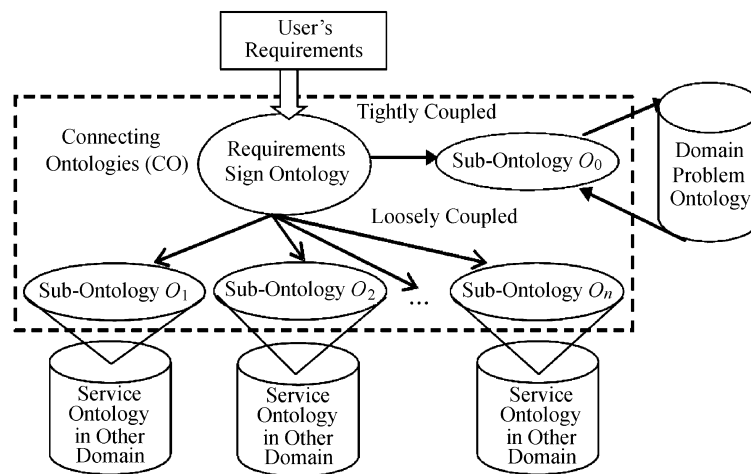 User's
Requirements
Tightly Coupled
Connecting
Ontologies (CO)
Requirements
Sign Ontology
Sub-Ontology O0
Domain
Problem
Ontology
Loosely Coupled
Sub-Ontology O1
Sub-Ontology O2
...
Sub-Ontology On
Service
Ontology
in Other
Domain
Service
Ontology
in Other
Domain
Service
Ontology
in Other
Domain